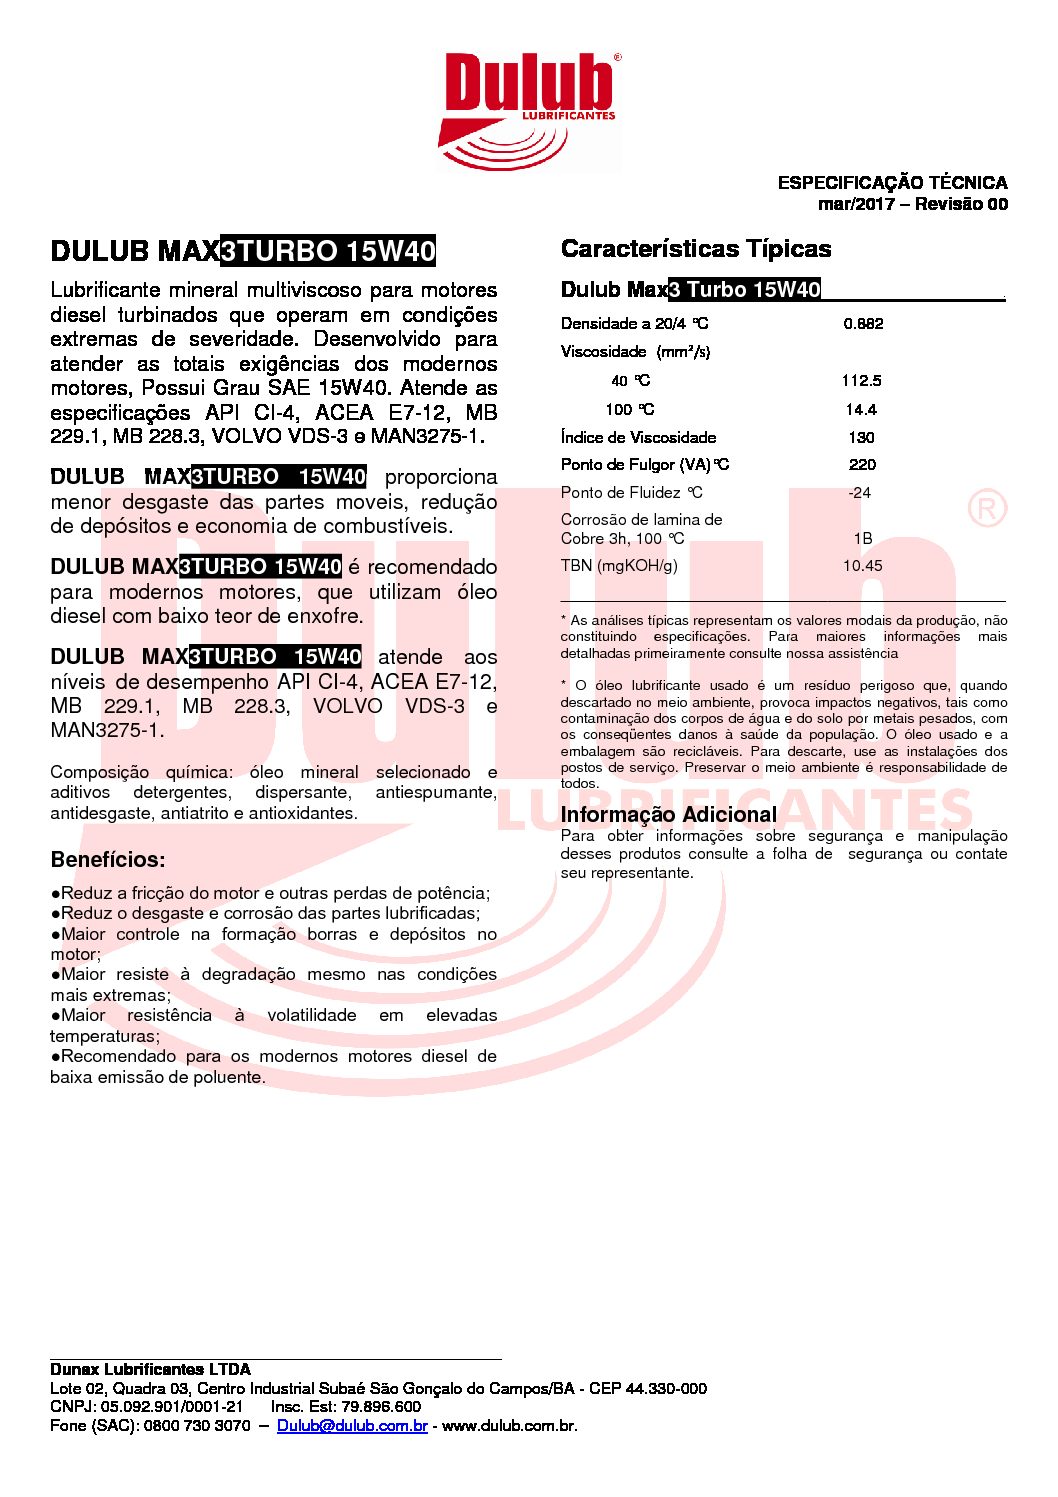 Dulub®
LUBRIFICANTES
ESPECIFICAÇÃO TÉCNICA
mar/2017 – Revisão 00
DULUB MAX3TURBO 15W40
Lubrificante mineral multiviscoso para motores
diesel turbinados que operam em condições
extremas de severidade. Desenvolvido para
atender as totais exigências dos modernos
motores, Possui Grau SAE 15W40. Atende as
especificações API CI-4, ACEA E7-12, MB
229.1, MB 228.3, VOLVO VDS-3 e MAN3275-1.
DULUB MAX3TURBO 15W40 proporciona
menor desgaste das partes moveis, redução
de depósitos e economia de combustíveis.
DULUB MAX3TURBO 15W40 é recomendado
para modernos motores, que utilizam óleo
diesel com baixo teor de enxofre.
DULUB MAX3TURBO 15W40 atende aos
níveis de desempenho API CI-4, ACEA E7-12,
MB 229.1, MB 228.3, VOLVO VDS-3 e
MAN3275-1.
Composição química: óleo mineral selecionado e
aditivos detergentes, dispersante, antiespumante,
antidesgaste, antiatrito e antioxidantes.
Benefícios:
●Reduz a fricção do motor e outras perdas de potência;
●Reduz o desgaste e corrosão das partes lubrificadas;
●Maior controle na formação borras e depósitos no
motor;
●Maior resiste à degradação mesmo nas condições
mais extremas;
●Maior resistência à volatilidade em elevadas
temperaturas;
●Recomendado para os modernos motores diesel de
baixa emissão de poluente.
Características Típicas
Dulub Max3 Turbo 15W40
Densidade a 20/4 °C 0.882
Viscosidade (mm²/s)
40 °C 112.5
100 °C 14.4
Índice de Viscosidade 130
Ponto de Fulgor (VA) °C 220
Ponto de Fluidez °C -24
Corrosão de lamina de
Cobre 3h, 100 °C 1B
TBN (mgKOH/g) 10.45
* As análises típicas representam os valores modais da produção, não
constituindo especificações. Para maiores informações mais
detalhadas primeiramente consulte nossa assistência
* O óleo lubrificante usado é um resíduo perigoso que, quando
descartado no meio ambiente, provoca impactos negativos, tais como
contaminação dos corpos de água e do solo por metais pesados, com
os conseqüentes danos à saúde da população. O óleo usado e a
embalagem são recicláveis. Para descarte, use as instalações dos
postos de serviço. Preservar o meio ambiente é responsabilidade de
todos.
Informação Adicional
Para obter informações sobre segurança e manipulação
desses produtos consulte a folha de segurança ou contate
seu representante.
Dulub®
LUBRIFICANTES
Dunax Lubrificantes LTDA
Lote 02, Quadra 03, Centro Industrial Subaé São Gonçalo do Campos/BA - CEP 44.330-000
CNPJ: 05.092.901/0001-21 Insc. Est: 79.896.600
Fone (SAC): 0800 730 3070 – Dulub@dulub.com.br - www.dulub.com.br.